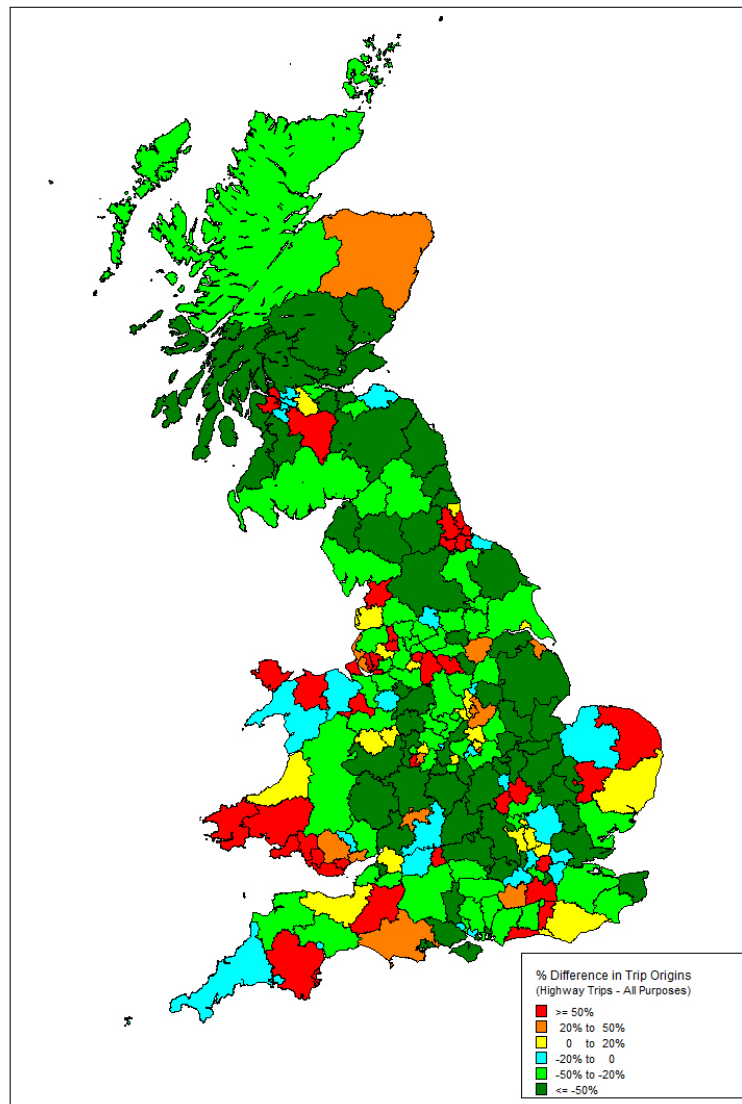 % Difference in Trip Origins
(Highway Trips - All Purposes)
>= 50%
20% to 50%
0 to 20%
-20% to 0
-50% to -20%
<= -50%